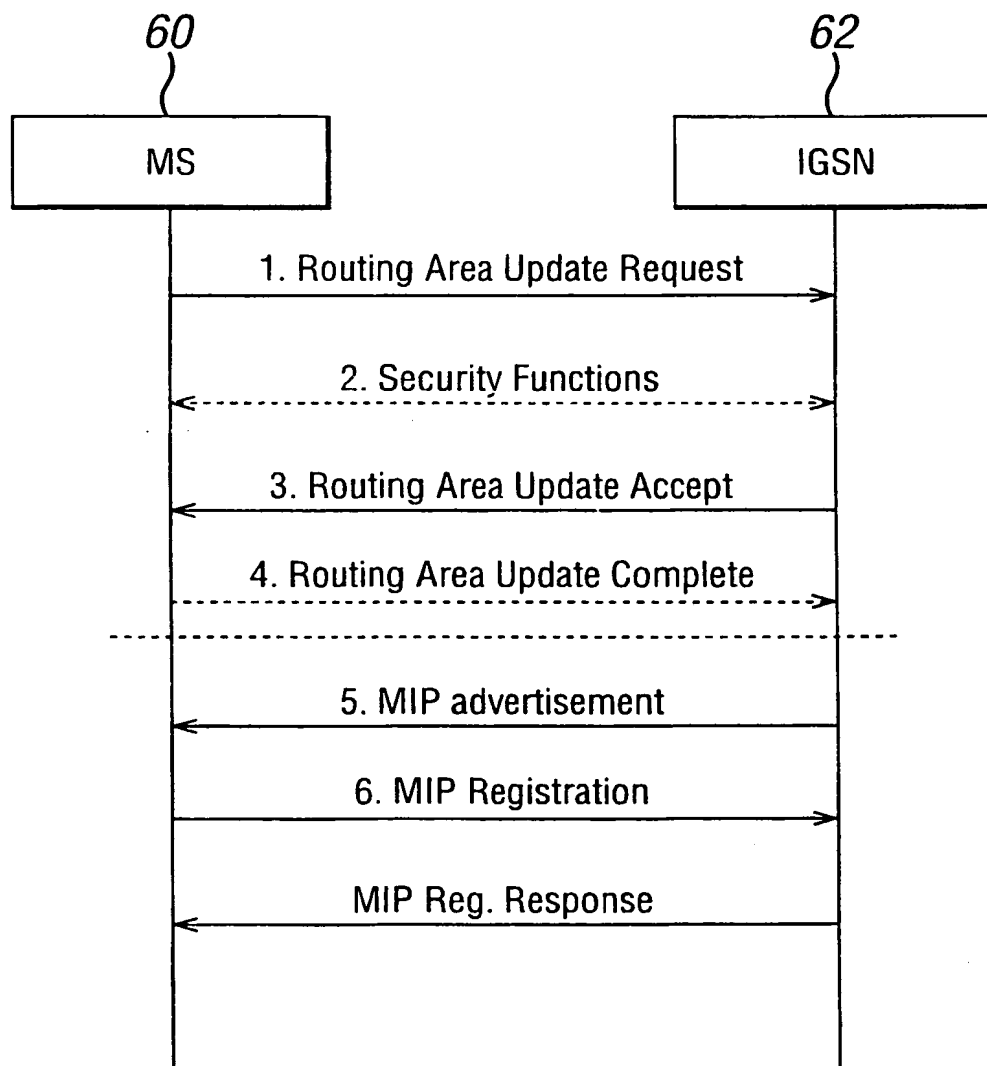 60 62
MS IGSN
1. Routing Area Update Request
2. Security Functions
3. Routing Area Update Accept
4. Routing Area Update Complete
5. MIP advertisement
6. MIP Registration
MIP Reg. Response